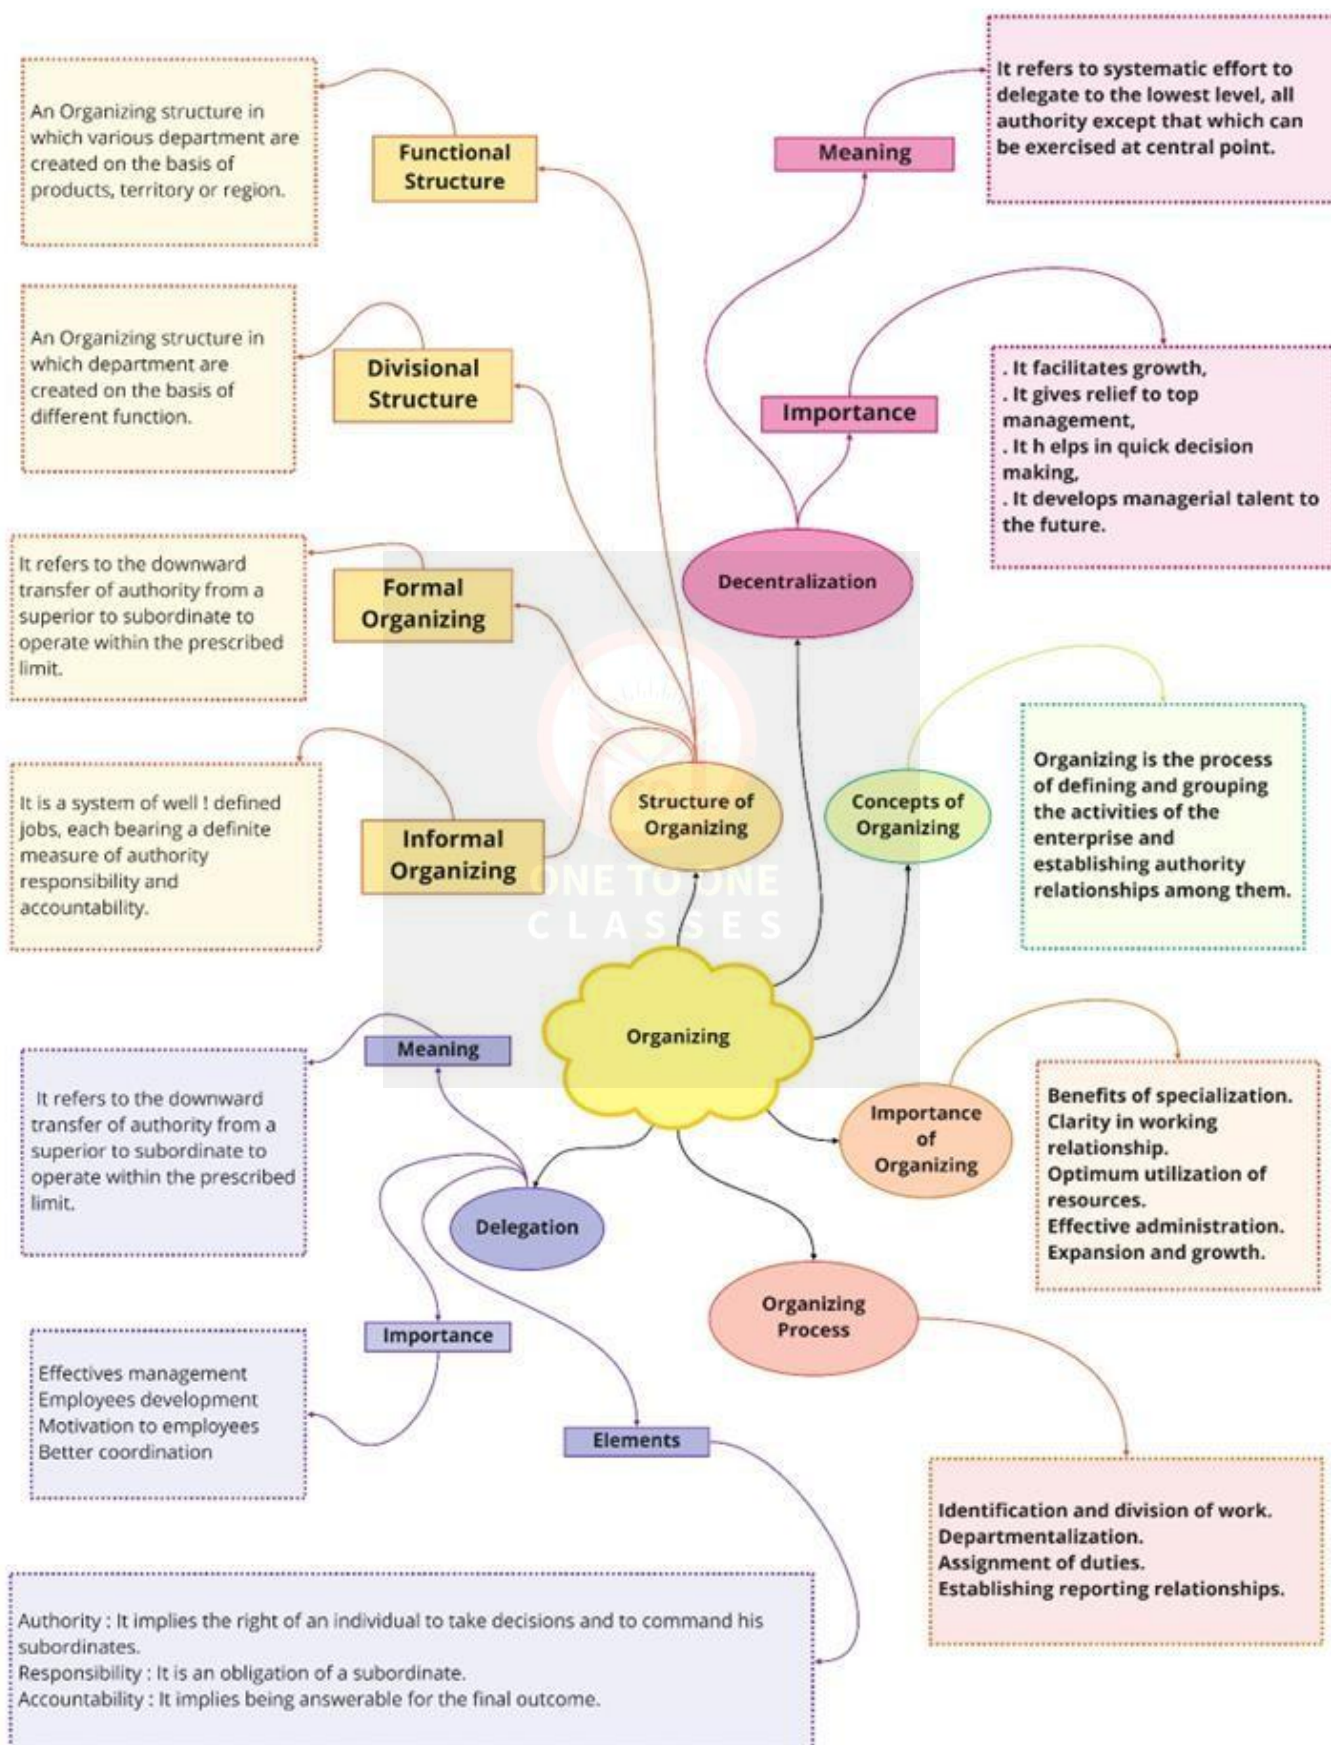 An Organizing structure in
which various department are
created on the basis of
products, territory or region.
Functional
Structure
An Organizing structure in
which department are
created on the basis of
different function.
Divisional
Structure
It refers to the downward
transfer of authority from a
superior to subordinate to
operate within the prescribed
limit.
Formal
Organizing
It is a system of well ! defined
jobs, each bearing a definite
measure of authority
responsibility and
accountability.
Informal
Organizing
Structure of
Organizing
Meaning
It refers to systematic effort to
delegate to the lowest level, all
authority except that which can
be exercised at central point.
Importance
. It facilitates growth,
. It gives relief to top
management,
. It h elps in quick decision
making,
. It develops managerial talent to
the future.
Decentralization
Concepts of
Organizing
Organizing is the process
of defining and grouping
the activities of the
enterprise and
establishing authority
relationships among them.
ONE TO ONE
CLASSES
Organizing
Importance
of
Organizing
Benefits of specialization.
Clarity in working
relationship.
Optimum utilization of
resources.
Effective administration.
Expansion and growth.
Meaning
It refers to the downward
transfer of authority from a
superior to subordinate to
operate within the prescribed
limit.
Delegation
Importance
Effectives management
Employees development
Motivation to employees
Better coordination
Elements
Organizing
Process
Identification and division of work.
Departmentalization.
Assignment of duties.
Establishing reporting relationships.
Authority : It implies the right of an individual to take decisions and to command his
subordinates.
Responsibility : It is an obligation of a subordinate.
Accountability : It implies being answerable for the final outcome.